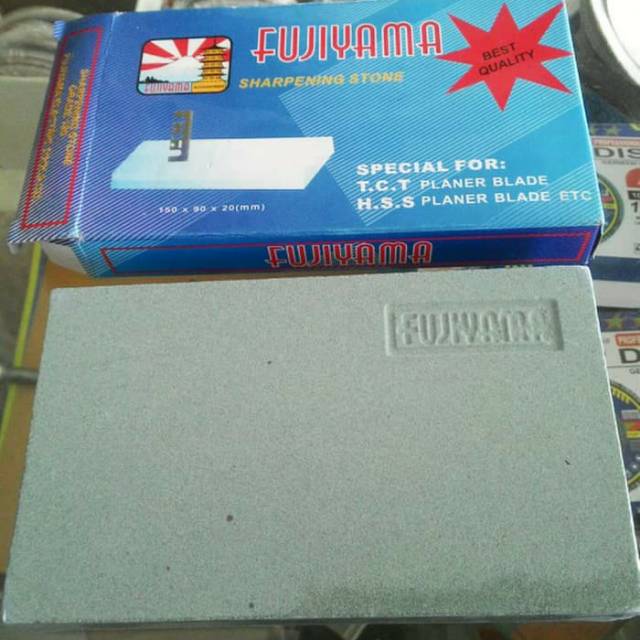 FUJIYAMA
BEST
QUALITY
FUJIYAMA
SHARPENING STONE
SPECIAL FOR:
T.C.T PLANER BLADE
H.S.S PLANER BLADE ETC
150 x 90 x 20(mm)
FUJIYAMA
FUJIYAMA
DIS
D